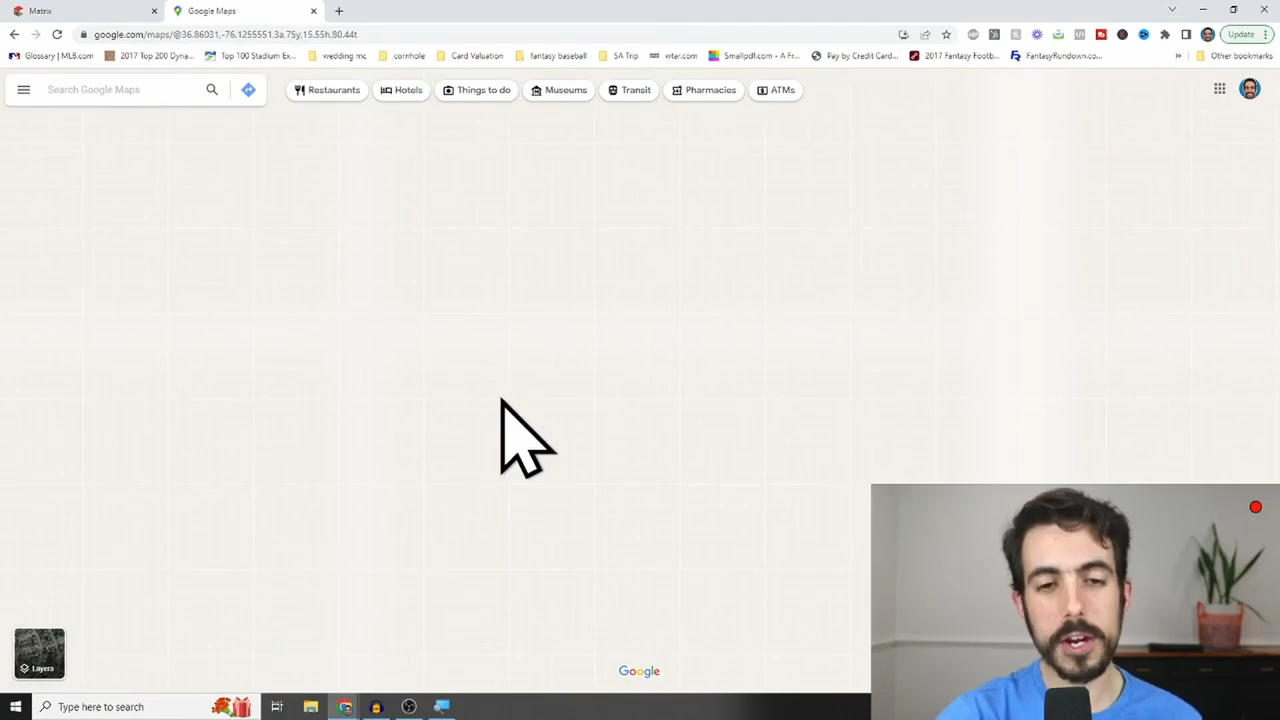 Matrix
Google Maps
google.com/maps/@36.86031,-76.1255551,3a,75y,15.55h,80.44t
Update
Glossary | MLB.com
2017 Top 200 Dyna...
Top 100 Stadium Ex...
wedding mc
cornhole
Card Valuation
fantasy baseball
SA Trip
wtar.com
Smallpdf.com - A Fr...
Pay by Credit Card...
2017 Fantasy Footb...
FantasyRundown.co...
Other bookmarks
Search Google Maps
Restaurants
Hotels
Things to do
Museums
Transit
Pharmacies
ATMs
Layers
Google
Type here to search